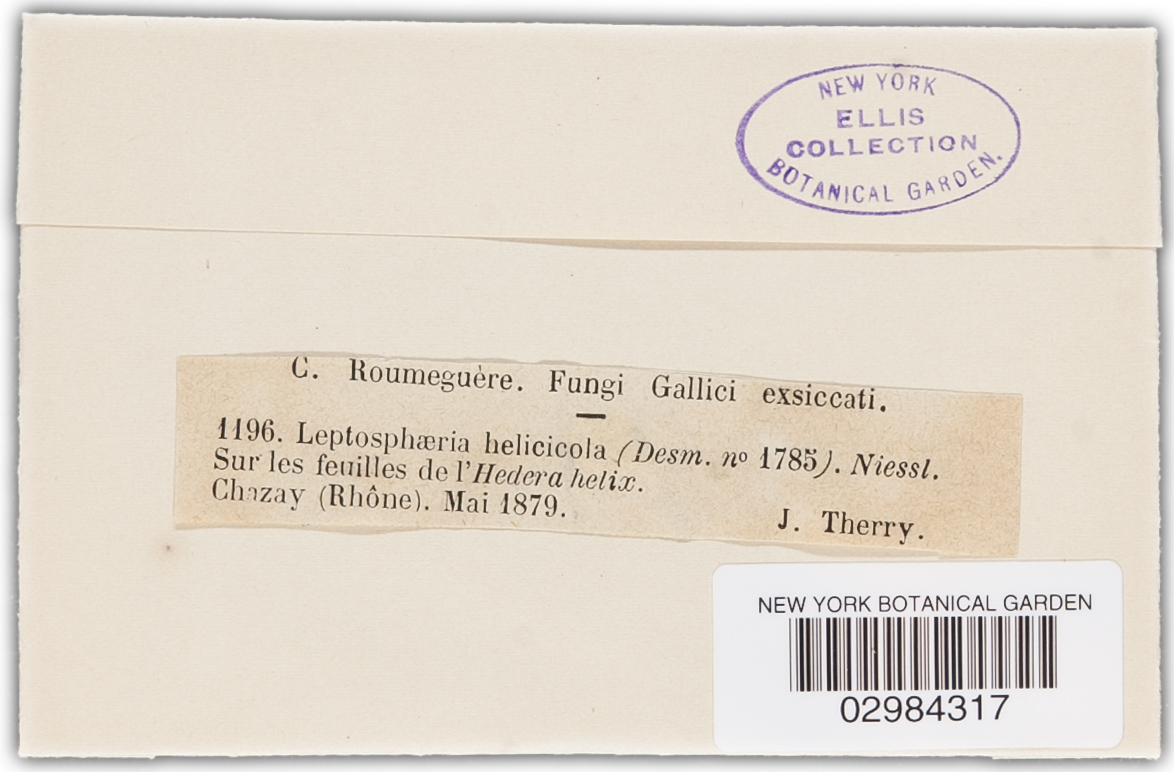 NEW YORK
ELLIS
COLLECTION
BOTANICAL GARDEN.
C. Roumeguère. Fungi Gallici exsiccati.
1196. Leptosphæria helicicola (Desm. nº 1785). Niessl.
Sur les feuilles de l'Hedera helix.
Chazay (Rhône). Mai 1879.
J. Therry.
NEW YORK BOTANICAL GARDEN
02984317